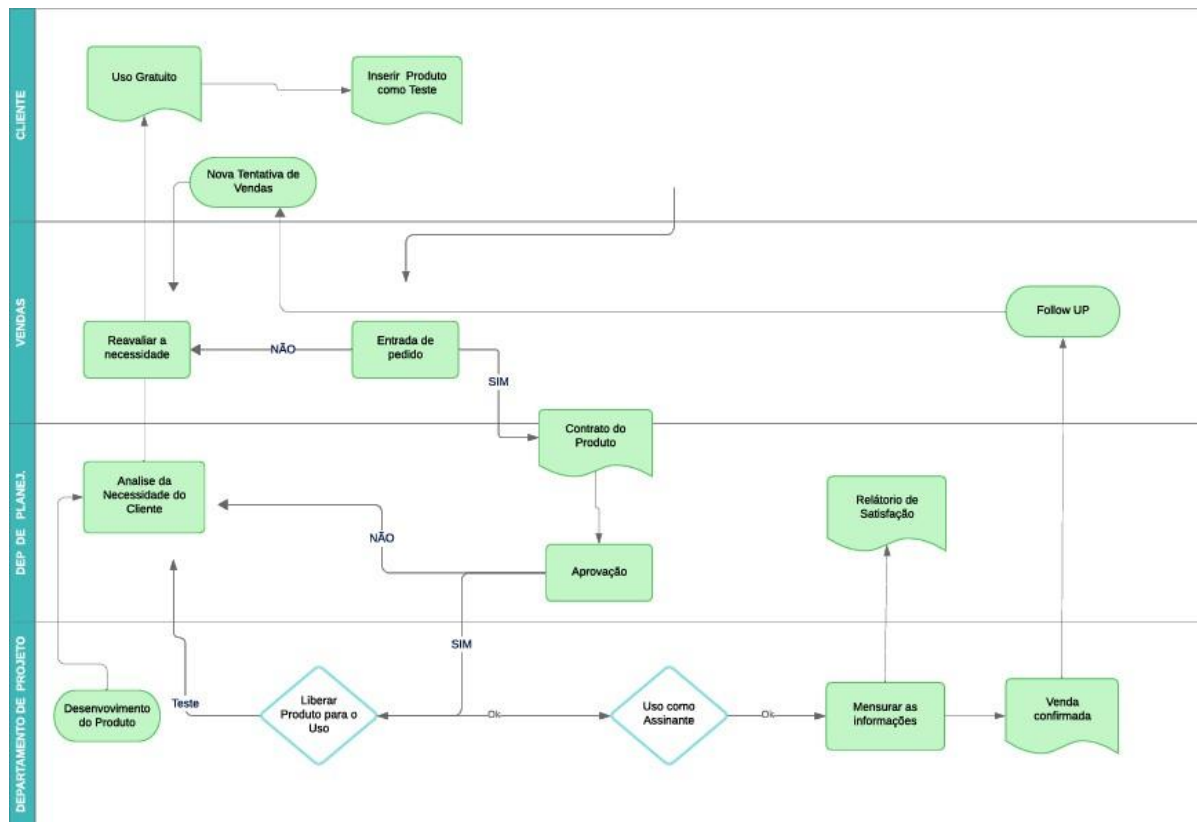 CLIENTE
Uso Gratuito
Inserir Produto
como Teste
Nova Tentativa de
Vendas
VENDAS
Follow UP
Reavaliar a
necessidade
NÃO
Entrada de
pedido
SIM
DEP DE PLANEJ.
Contrato do
Produto
Analise da
Necessidade do
Cliente
Relátorio de
Satisfação
NÃO
Aprovação
DEPARTAMENTO DE PROJETO
SIM
Desenvovimento
do Produto
Teste
Liberar
Produto para o
Uso
Ok
Uso como
Assinante
Ok
Mensurar as
informações
Venda
confirmada